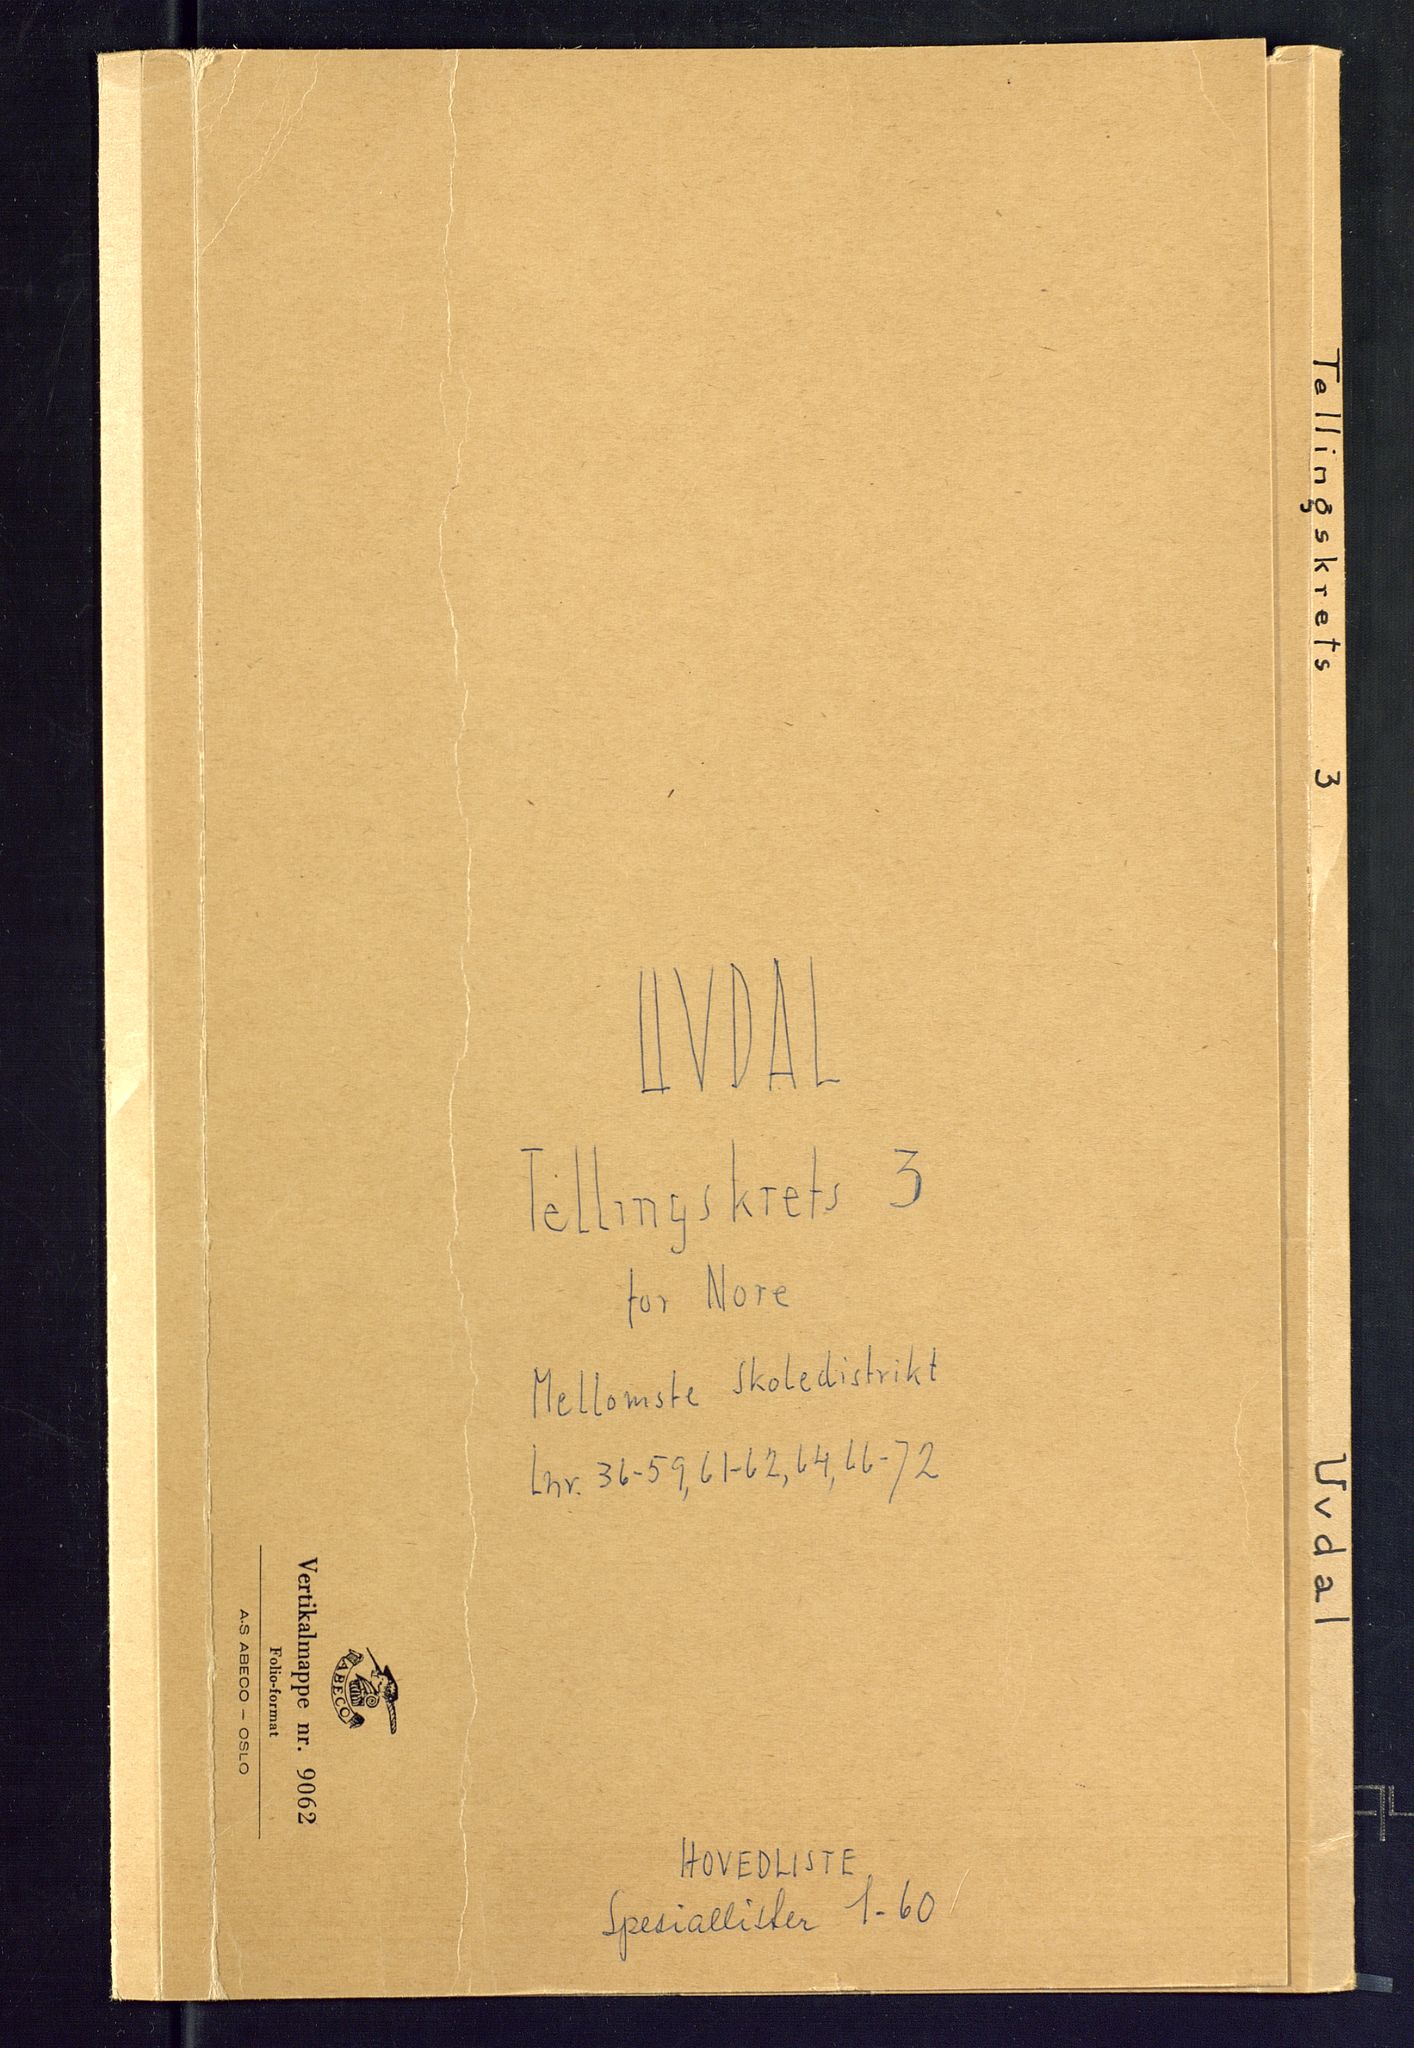 UVDAL
Tellingskrets 3
for Nore
Mellomste Skoledistrikt
Lnr. 36-59, 61-62, 64, 66-72
HOVEDLISTE
Spesiallister 1-60
Tellingskrets 3 Uvdal
ABECO
Vertikalmappe nr. 9062
Folio-format
A.S ABECO – OSLO